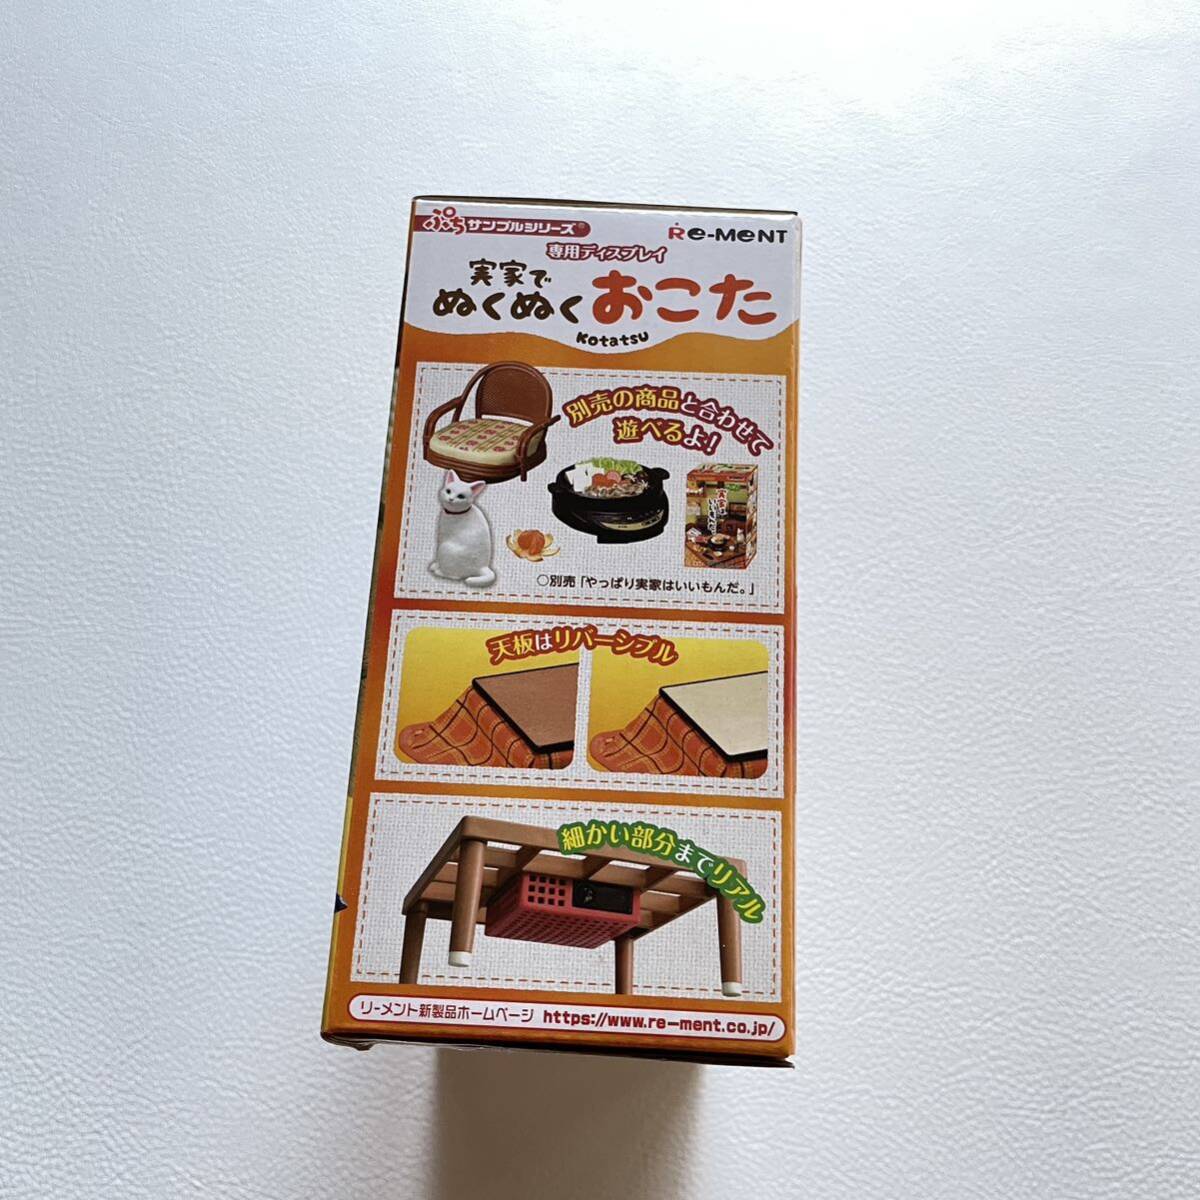 ぷちサンプルシリーズ®
Re-MeNT
専用ディスプレイ
実家で
ぬくぬくおこた
Kotatsu
別売の商品と合わせて
遊べるよ!
○別売「やっぱり実家はいいもんだ。」
天板はリバーシブル
細かい部分までリアル
リーメント新製品ホームページ https://www.re-ment.co.jp/